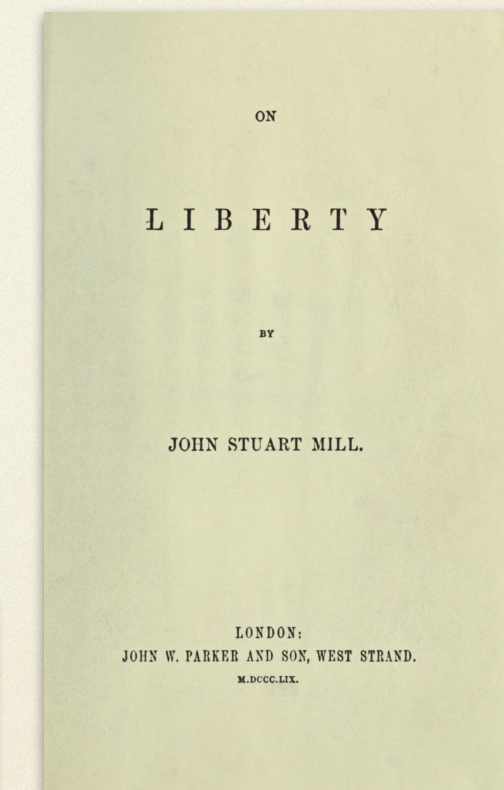 ON
LIBERTY
BY
JOHN STUART MILL.
LONDON:
JOHN W. PARKER AND SON, WEST STRAND.
M.DCCC.LIX.